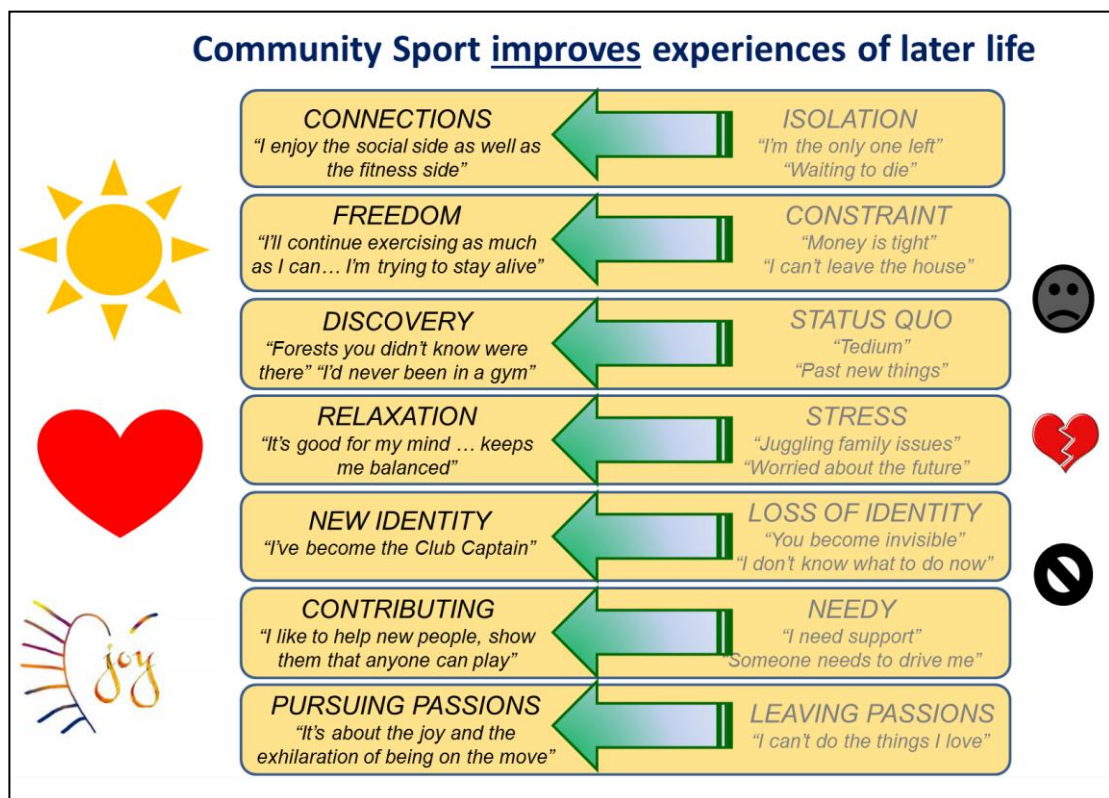 Community Sport improves experiences of later life
CONNECTIONS
“I enjoy the social side as well as
the fitness side”
ISOLATION
“I’m the only one left”
“Waiting to die”
FREEDOM
“I’ll continue exercising as much
as I can… I’m trying to stay alive”
CONSTRAINT
“Money is tight”
“I can’t leave the house”
DISCOVERY
“Forests you didn’t know were
there” “I’d never been in a gym”
STATUS QUO
“Tedium”
“Past new things”
RELAXATION
“It’s good for my mind … keeps
me balanced”
STRESS
“Juggling family issues”
“Worried about the future”
NEW IDENTITY
“I’ve become the Club Captain”
LOSS OF IDENTITY
“You become invisible”
“I don’t know what to do now”
CONTRIBUTING
“I like to help new people, show
them that anyone can play”
NEEDY
“I need support”
“Someone needs to drive me”
PURSUING PASSIONS
“It’s about the joy and the
exhilaration of being on the move”
LEAVING PASSIONS
“I can’t do the things I love”
joy